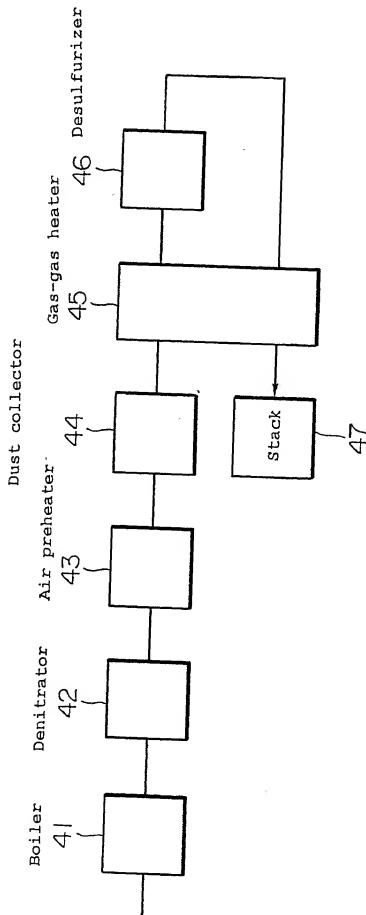 Boiler
41
Denitrator
42
Air preheater
43
Dust collector
44
Gas-gas heater
45
Desulfurizer
46
Stack
47